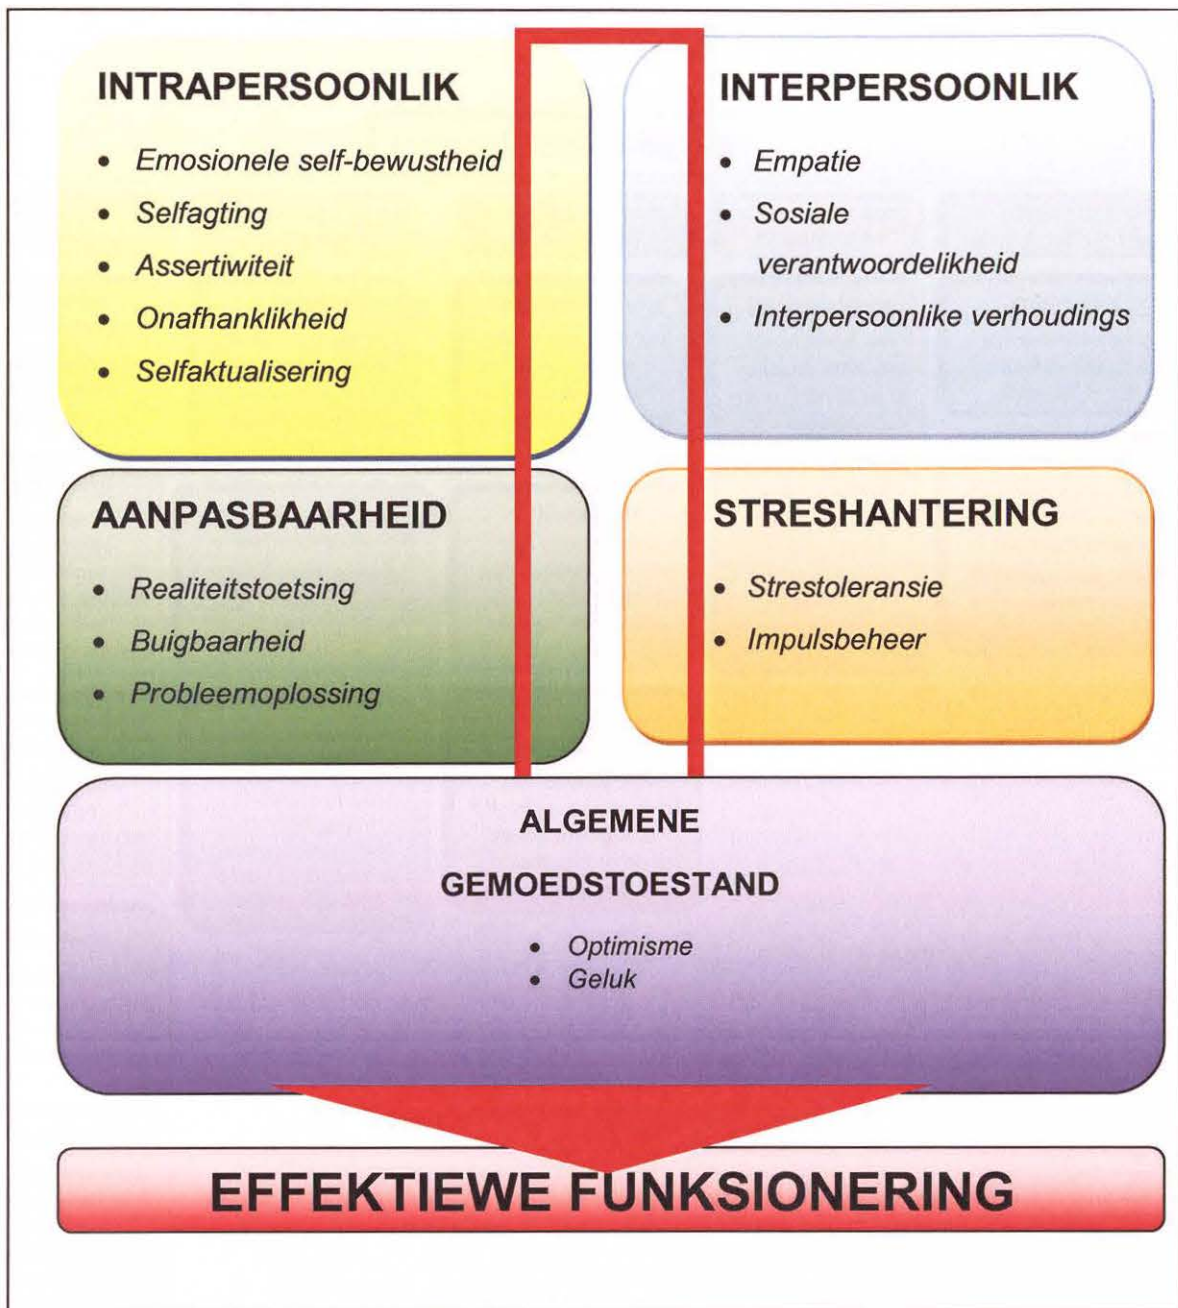 INTRAPERSOONLIK
• Emosionele self-bewustheid
• Selfagting
• Assertiwiteit
• Onafhanklikheid
• Selfaktualisering
INTERPERSOONLIK
• Empatie
• Sosiale
verantwoordelikheid
• Interpersoonlike verhoudings
AANPASBAARHEID
• Realiteitstoetsing
• Buigbaarheid
• Probleemoplossing
STRESHANTERING
• Strestoleransie
• Impulsbeheer
ALGEMENE
GEMOEDSTOESTAND
• Optimisme
• Geluk
EFFEKTIEWE FUNKSIONERING